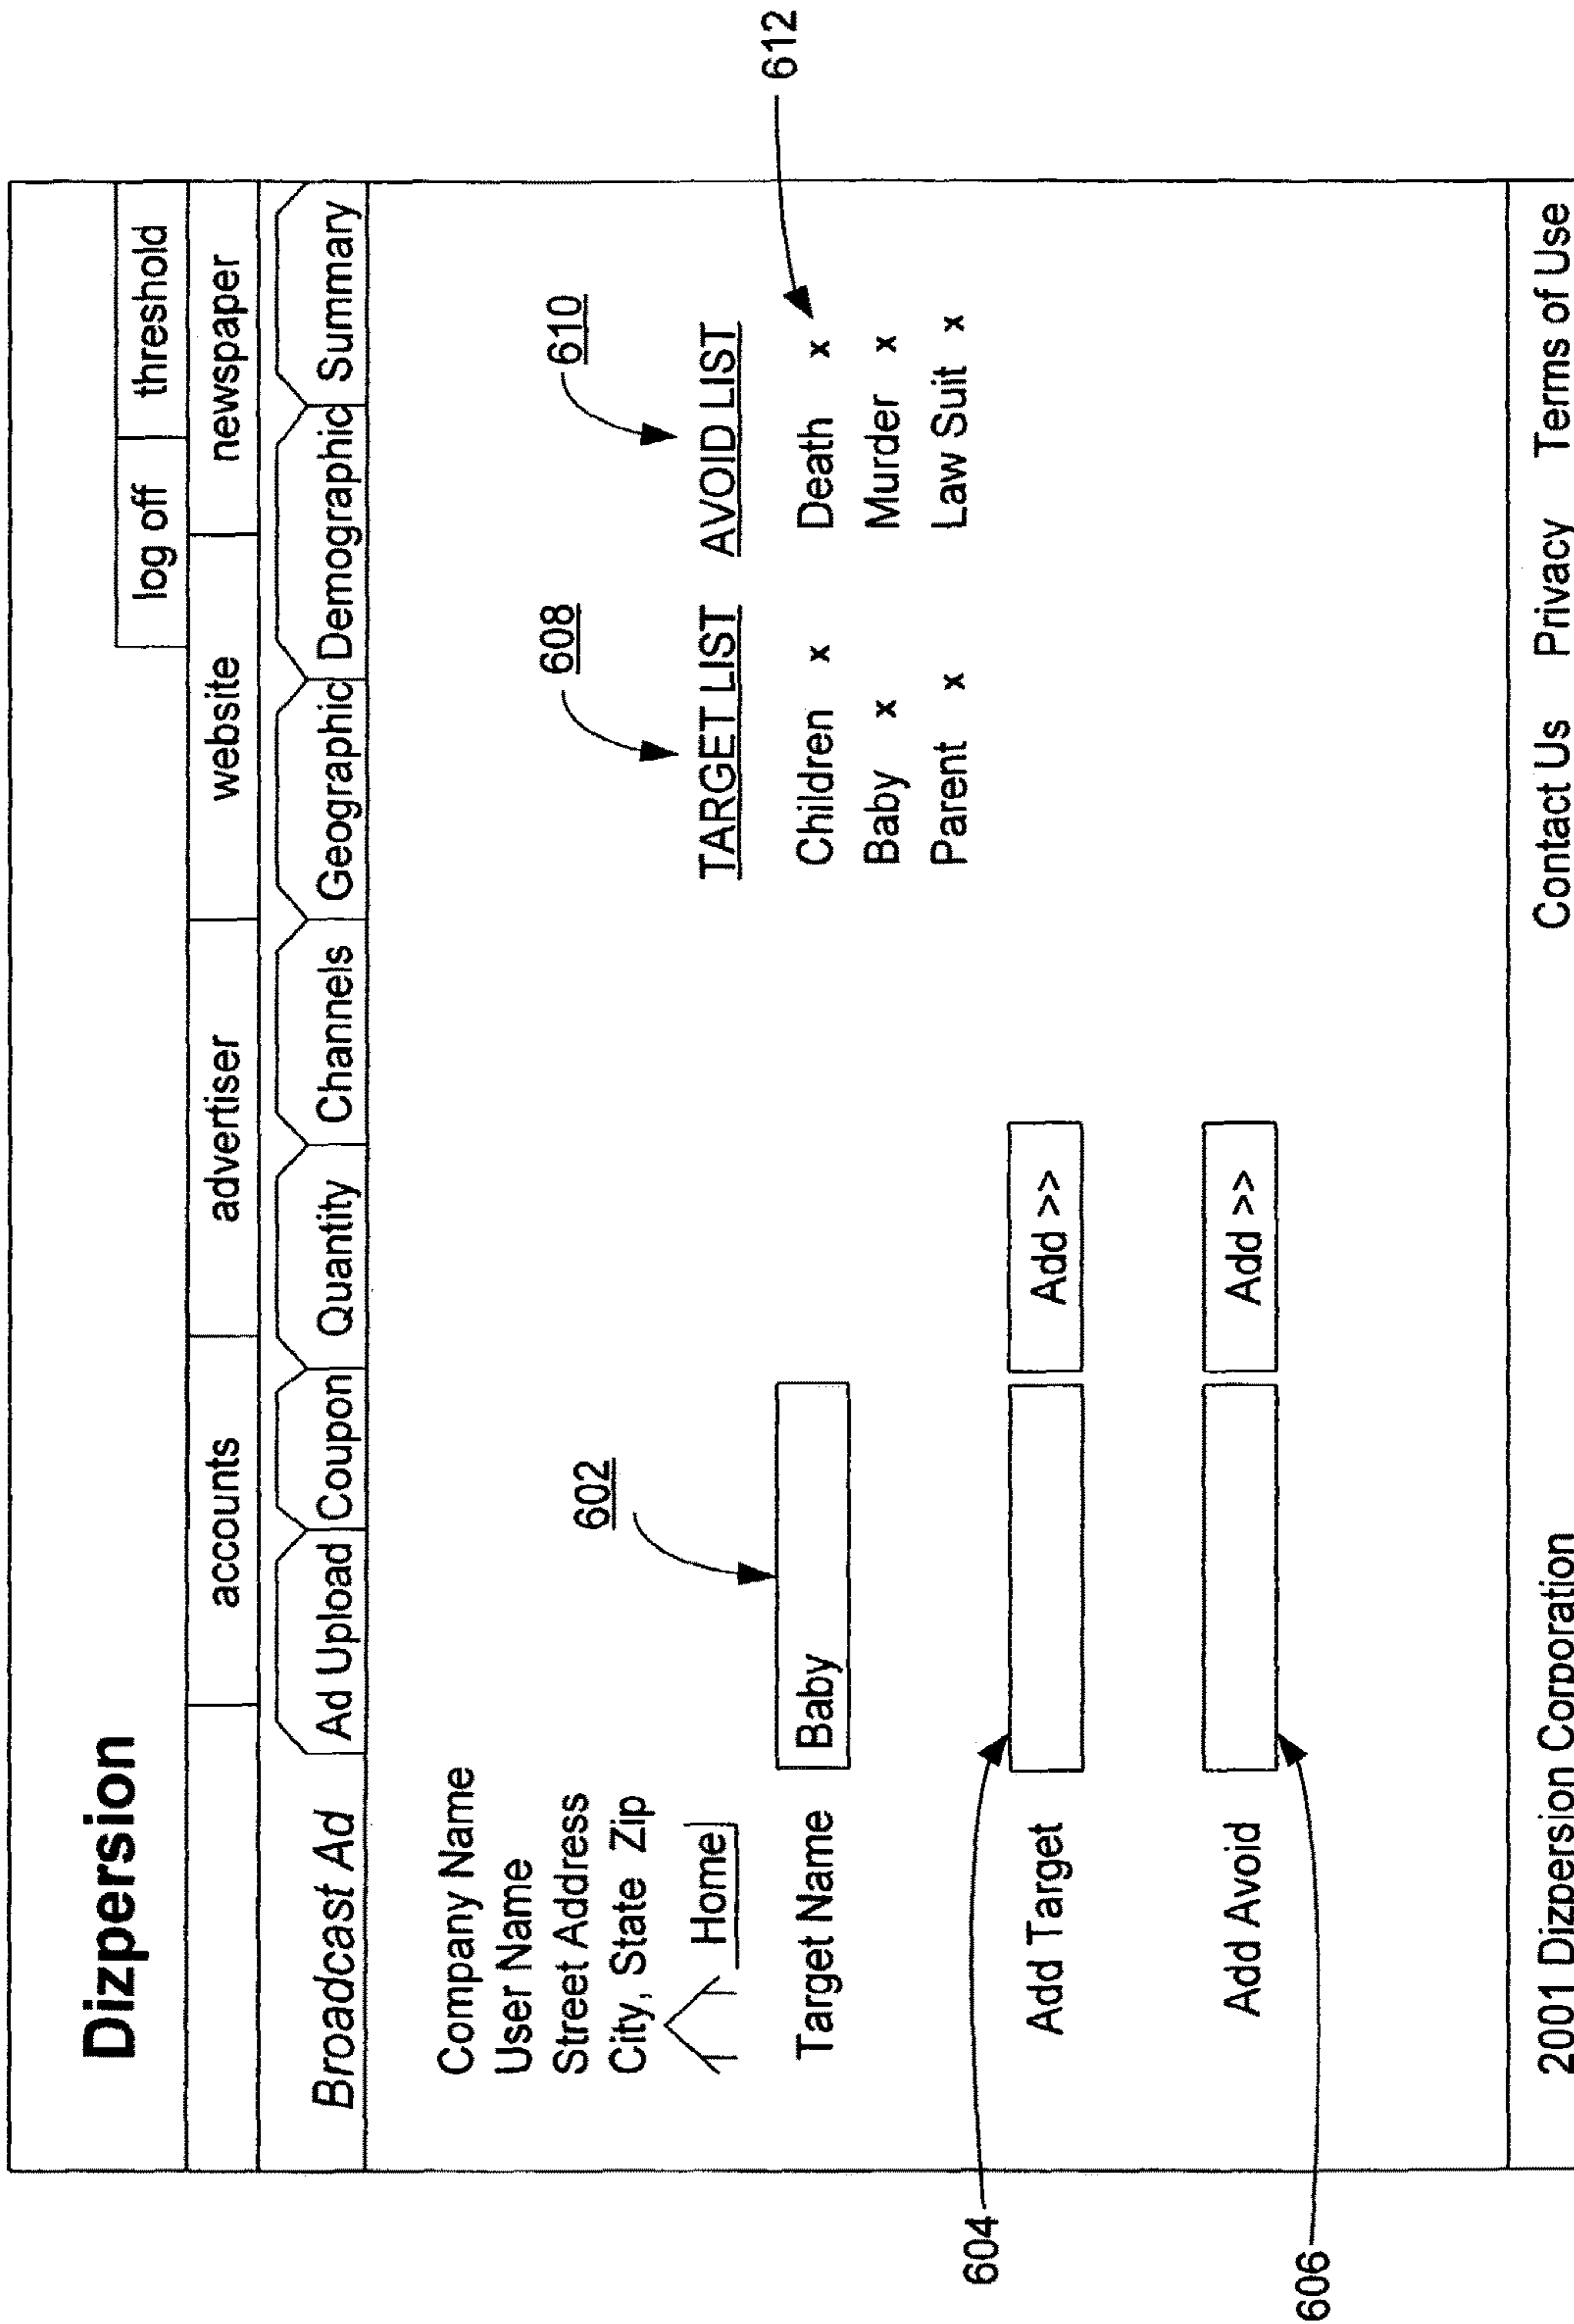 Dizpersion
log off threshold
accounts advertiser website newspaper
Broadcast Ad Ad Upload Coupon Quantity Channels Geographic Demographic Summary
Company Name
User Name
Street Address
City, State Zip
Home
602
608
610
612
TARGET LIST AVOID LIST
Target Name Baby
Children x Death x
Baby x Murder x
Parent x Law Suit x
604
Add Target Add >>
Add Avoid Add >>
606
2001 Dizpersion Corporation Contact Us Privacy Terms of Use